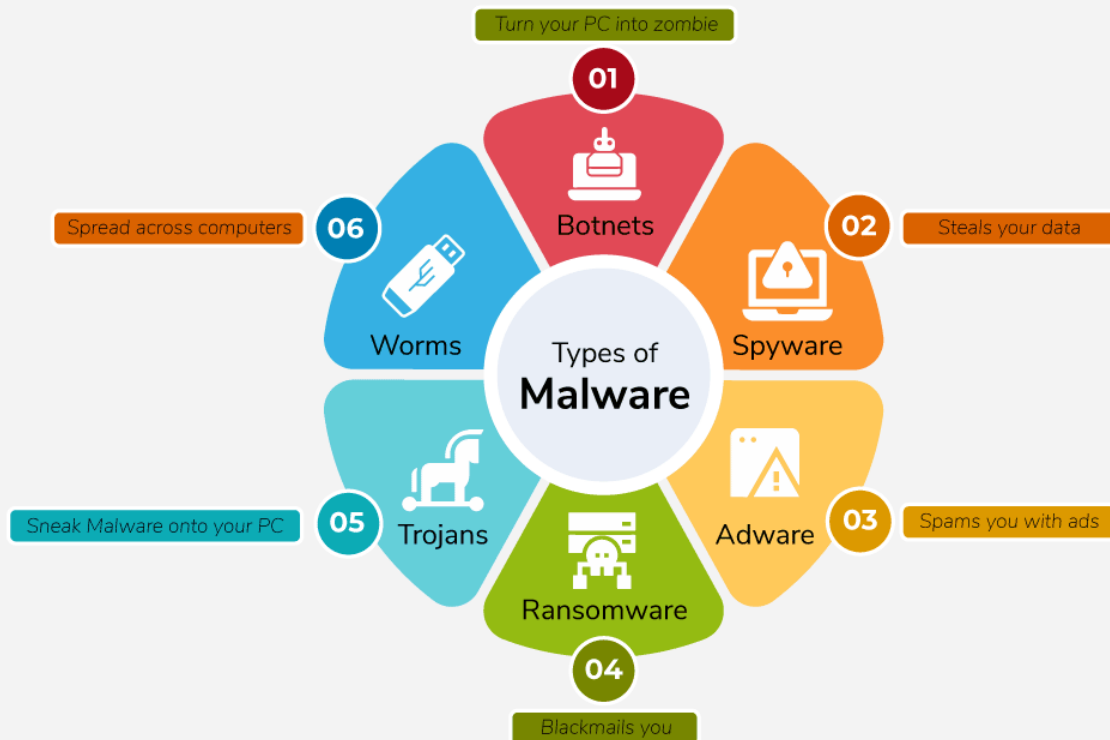 Turn your PC into zombie
01
Botnets
02
Steals your data
Spyware
03
Spams you with ads
Adware
04
Blackmails you
Ransomware
05
Sneak Malware onto your PC
Trojans
06
Spread across computers
Worms
Types of
Malware